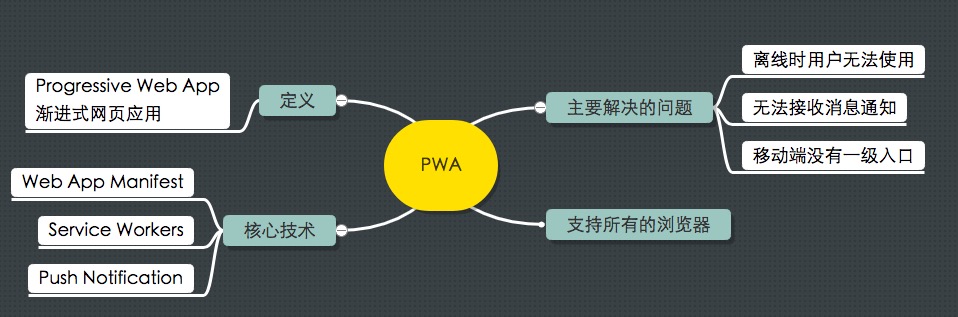 PWA
定义
Progressive Web App
渐进式网页应用
核心技术
Web App Manifest
Service Workers
Push Notification
主要解决的问题
离线时用户无法使用
无法接收消息通知
移动端没有一级入口
支持所有的浏览器